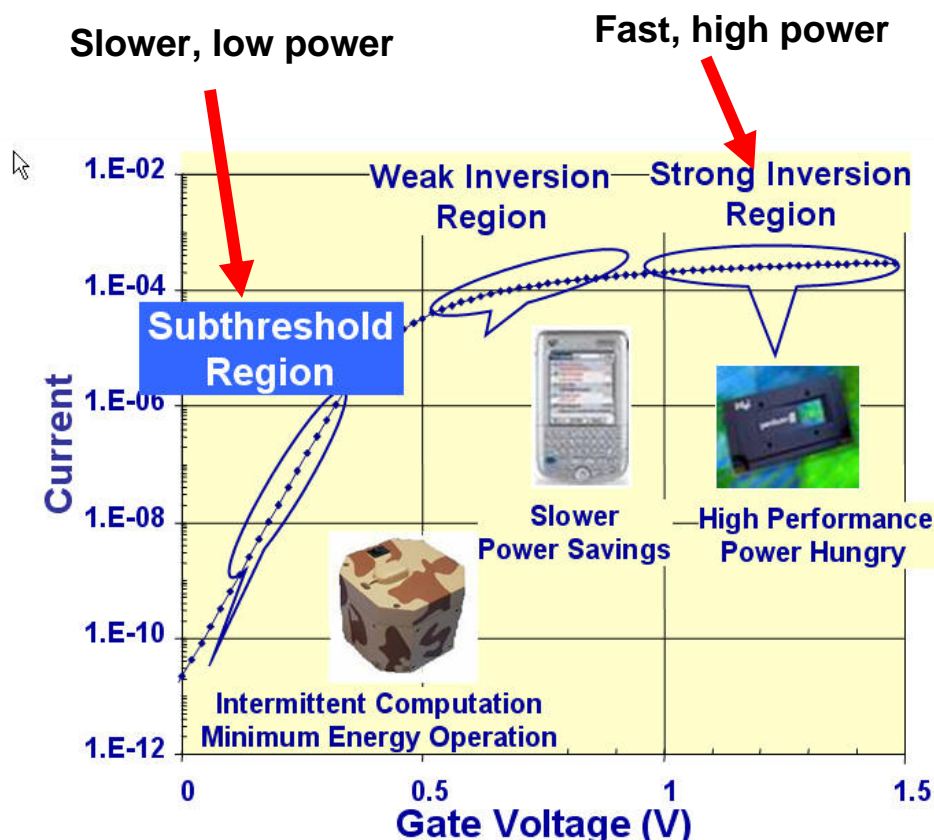 Slower, low power
Fast, high power
1.E-02
Weak Inversion
Region
Strong Inversion
Region
1.E-04
Subthreshold
Region
1.E-06
Current
1.E-08
Slower
Power Savings
High Performance
Power Hungry
1.E-10
Intermittent Computation
Minimum Energy Operation
1.E-12
0
0.5
1
1.5
Gate Voltage (V)